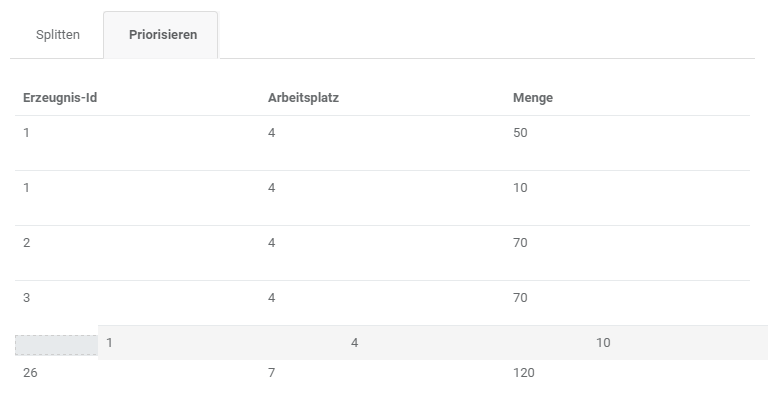 Splitten Priorisieren
Erzeugnis-Id Arbeitsplatz Menge
1 4 50
1 4 10
2 4 70
3 4 70
1 4 10
26 7 120